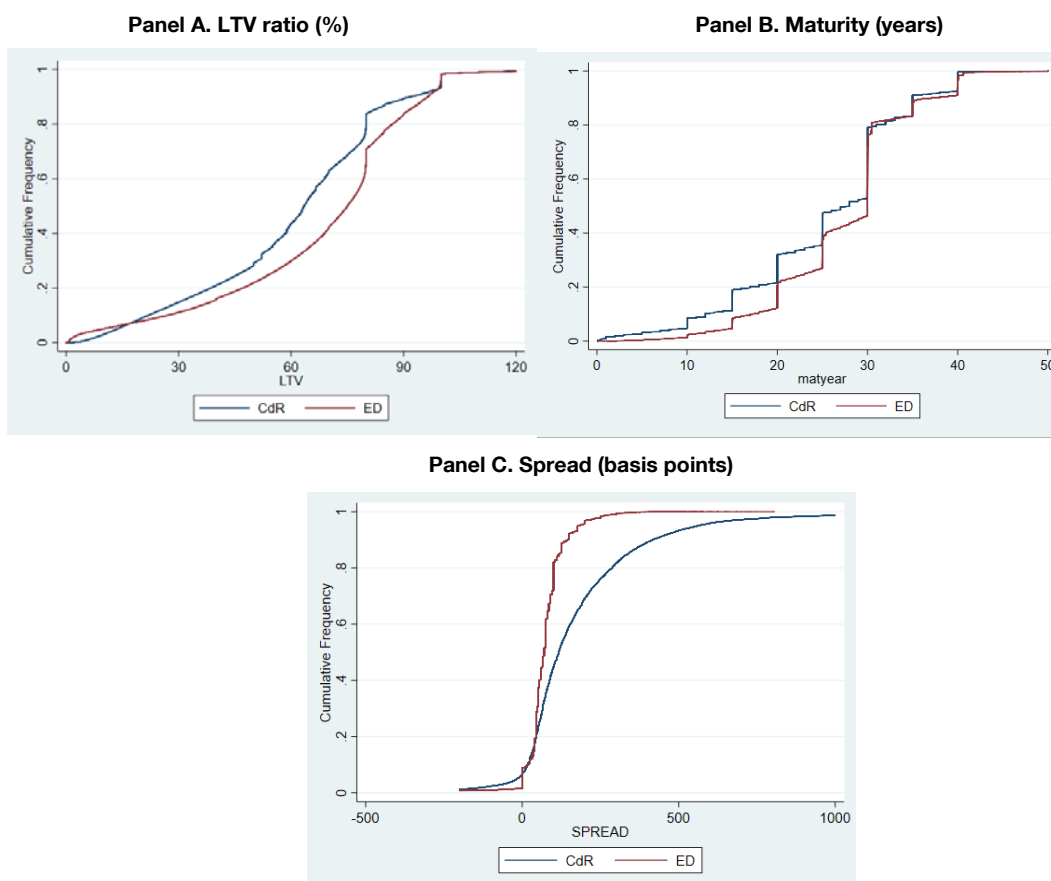 Panel A. LTV ratio (%)
Cumulative Frequency
1
.8
.6
.4
.2
0
0 30 60 90 120
LTV
CdR ED
Panel B. Maturity (years)
Cumulative Frequency
1
.8
.6
.4
.2
0
0 10 20 30 40 50
matyear
CdR ED
Panel C. Spread (basis points)
Cumulative Frequency
1
.8
.6
.4
.2
0
-500 0 500 1000
SPREAD
CdR ED